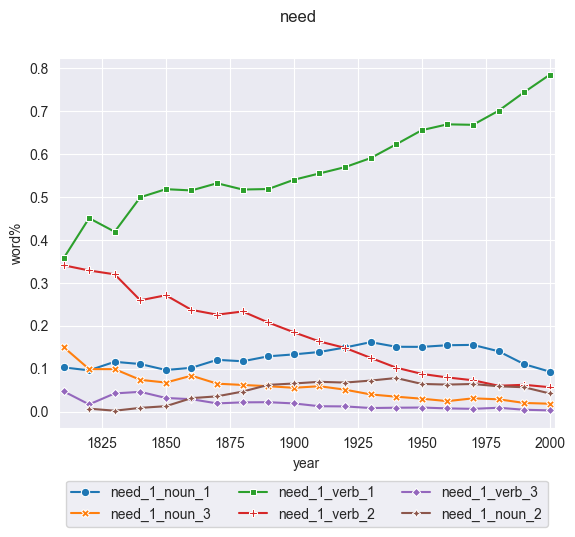 need
0.8
0.7
0.6
0.5
0.4
0.3
0.2
0.1
0.0
word%
1825 1850 1875 1900 1925 1950 1975 2000
year
need_1_noun_1 need_1_verb_1 need_1_verb_3
need_1_noun_3 need_1_verb_2 need_1_noun_2